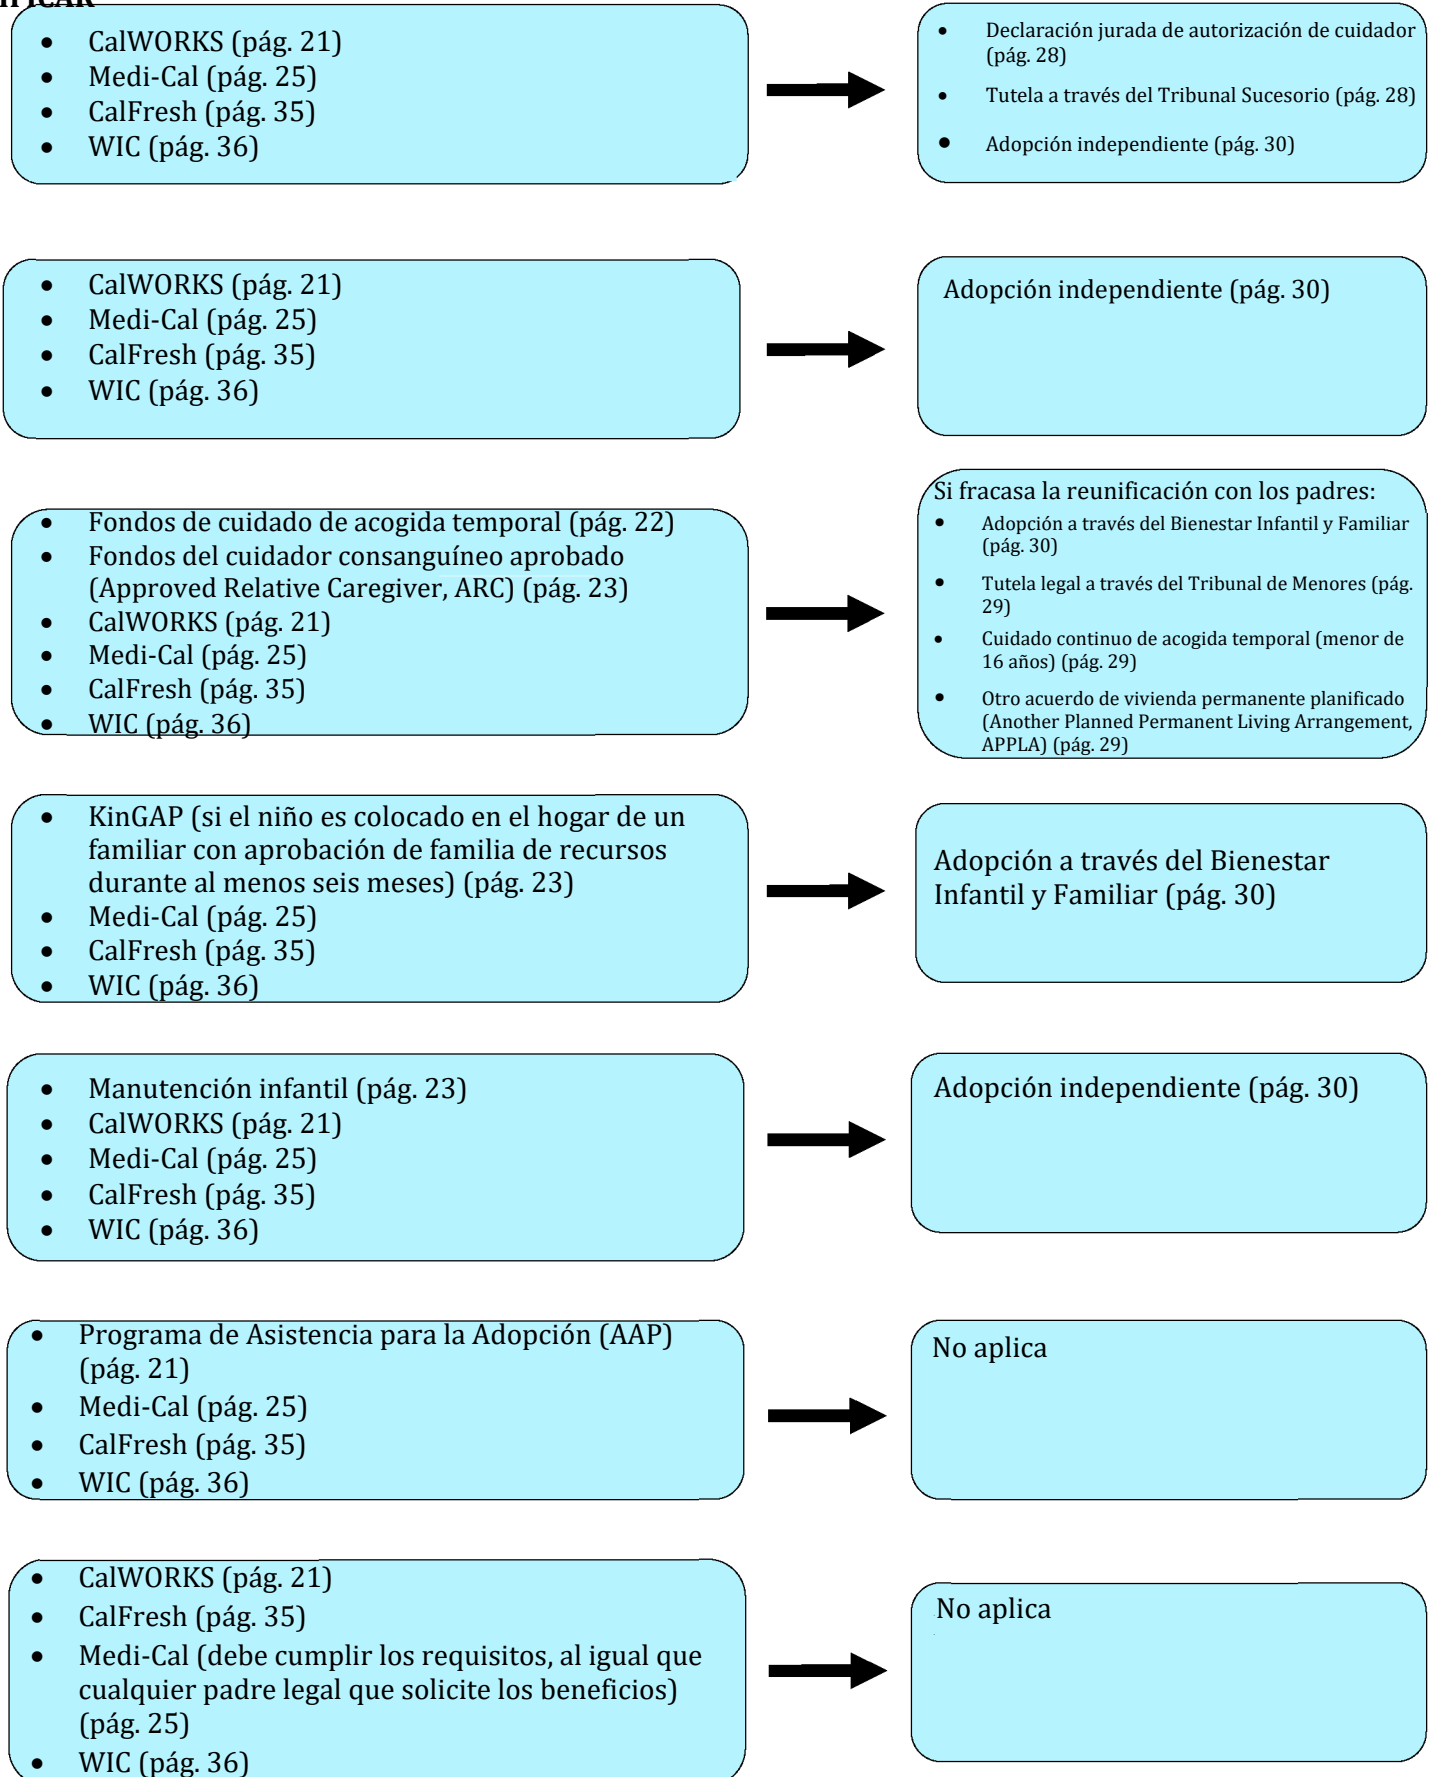 • CalWORKS (pág. 21)
• Medi-Cal (pág. 25)
• CalFresh (pág. 35)
• WIC (pág. 36)
• Declaración jurada de autorización de cuidador
(pág. 28)
• Tutela a través del Tribunal Sucesorio (pág. 28)
• Adopción independiente (pág. 30)
• CalWORKS (pág. 21)
• Medi-Cal (pág. 25)
• CalFresh (pág. 35)
• WIC (pág. 36)
Adopción independiente (pág. 30)
• Fondos de cuidado de acogida temporal (pág. 22)
• Fondos del cuidador consanguíneo aprobado
(Approved Relative Caregiver, ARC) (pág. 23)
• CalWORKS (pág. 21)
• Medi-Cal (pág. 25)
• CalFresh (pág. 35)
• WIC (pág. 36)
Si fracasa la reunificación con los padres:
• Adopción a través del Bienestar Infantil y Familiar
(pág. 30)
• Tutela legal a través del Tribunal de Menores (pág.
29)
• Cuidado continuo de acogida temporal (menor de
16 años) (pág. 29)
• Otro acuerdo de vivienda permanente planificado
(Another Planned Permanent Living Arrangement,
APPLA) (pág. 29)
• KinGAP (si el niño es colocado en el hogar de un
familiar con aprobación de familia de recursos
durante al menos seis meses) (pág. 23)
• Medi-Cal (pág. 25)
• CalFresh (pág. 35)
• WIC (pág. 36)
Adopción a través del Bienestar
Infantil y Familiar (pág. 30)
• Manutención infantil (pág. 23)
• CalWORKS (pág. 21)
• Medi-Cal (pág. 25)
• CalFresh (pág. 35)
• WIC (pág. 36)
Adopción independiente (pág. 30)
• Programa de Asistencia para la Adopción (AAP)
(pág. 21)
• Medi-Cal (pág. 25)
• CalFresh (pág. 35)
• WIC (pág. 36)
No aplica
• CalWORKS (pág. 21)
• CalFresh (pág. 35)
• Medi-Cal (debe cumplir los requisitos, al igual que
cualquier padre legal que solicite los beneficios)
(pág. 25)
• WIC (pág. 36)
No aplica